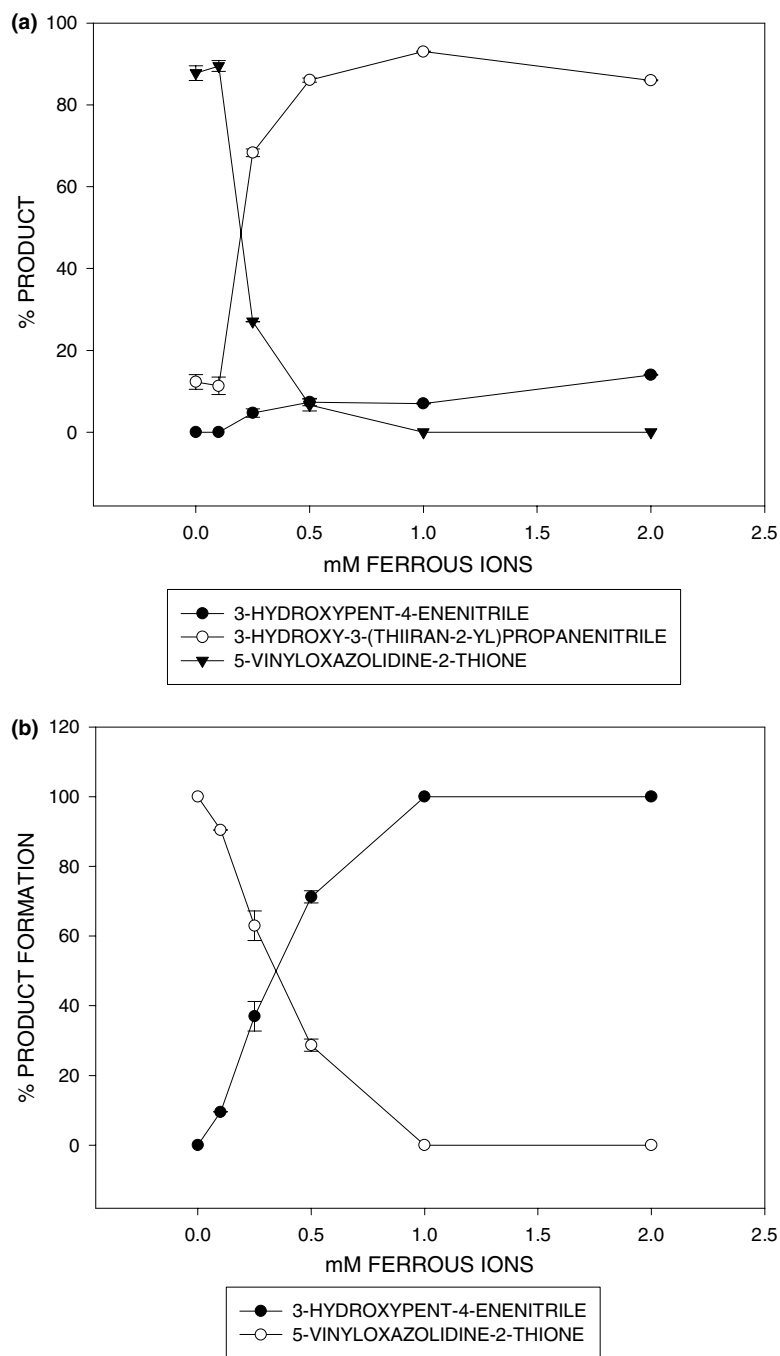 (a)
100
80
60
40
20
0
% PRODUCT
0.0 0.5 1.0 1.5 2.0 2.5
mM FERROUS IONS
3-HYDROXYPENT-4-ENENITRILE
3-HYDROXY-3-(THIIRAN-2-YL)PROPANENITRILE
5-VINYLOXAZOLIDINE-2-THIONE
(b)
120
100
80
60
40
20
0
% PRODUCT FORMATION
0.0 0.5 1.0 1.5 2.0 2.5
mM FERROUS IONS
3-HYDROXYPENT-4-ENENITRILE
5-VINYLOXAZOLIDINE-2-THIONE